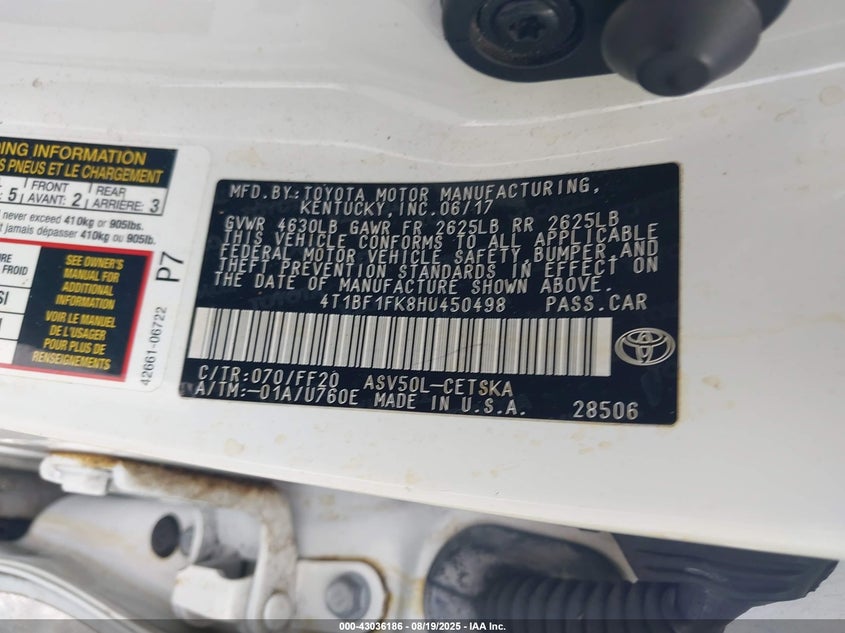 DING INFORMATION
S PNEUS ET LE CHARGEMENT
5 FRONT AVANT: 2 REAR ARRIÈRE: 3
never exceed 410kg or 905lbs.
t jamais dépasser 410kg ou 905lb.
SEE OWNER'S
MANUAL FOR
ADDITIONAL
INFORMATION
VOIR LE MANUEL
DE L'USAGER
POUR PLUS DE
RENSEIGNEMENTS
URE
FROID
SI
P7
42661-06722
MFD.BY:TOYOTA MOTOR MANUFACTURING,
KENTUCKY,INC.06/17
GVWR 4630LB GAWR FR 2625LB RR 2625LB
THIS VEHICLE CONFORMS TO ALL APPLICABLE
FEDERAL MOTOR VEHICLE SAFETY,BUMPER,AND
THEFT PREVENTION STANDARDS IN EFFECT ON
THE DATE OF MANUFACTURE SHOWN ABOVE.
4T1BF1FK8HU450498 PASS.CAR
C/TR:070/FF20 ASV50L-CETSKA
A/TM:-01A/U760E MADE IN U.S.A. 28506
000-43036186 - 08/19/2025 - IAA Inc.